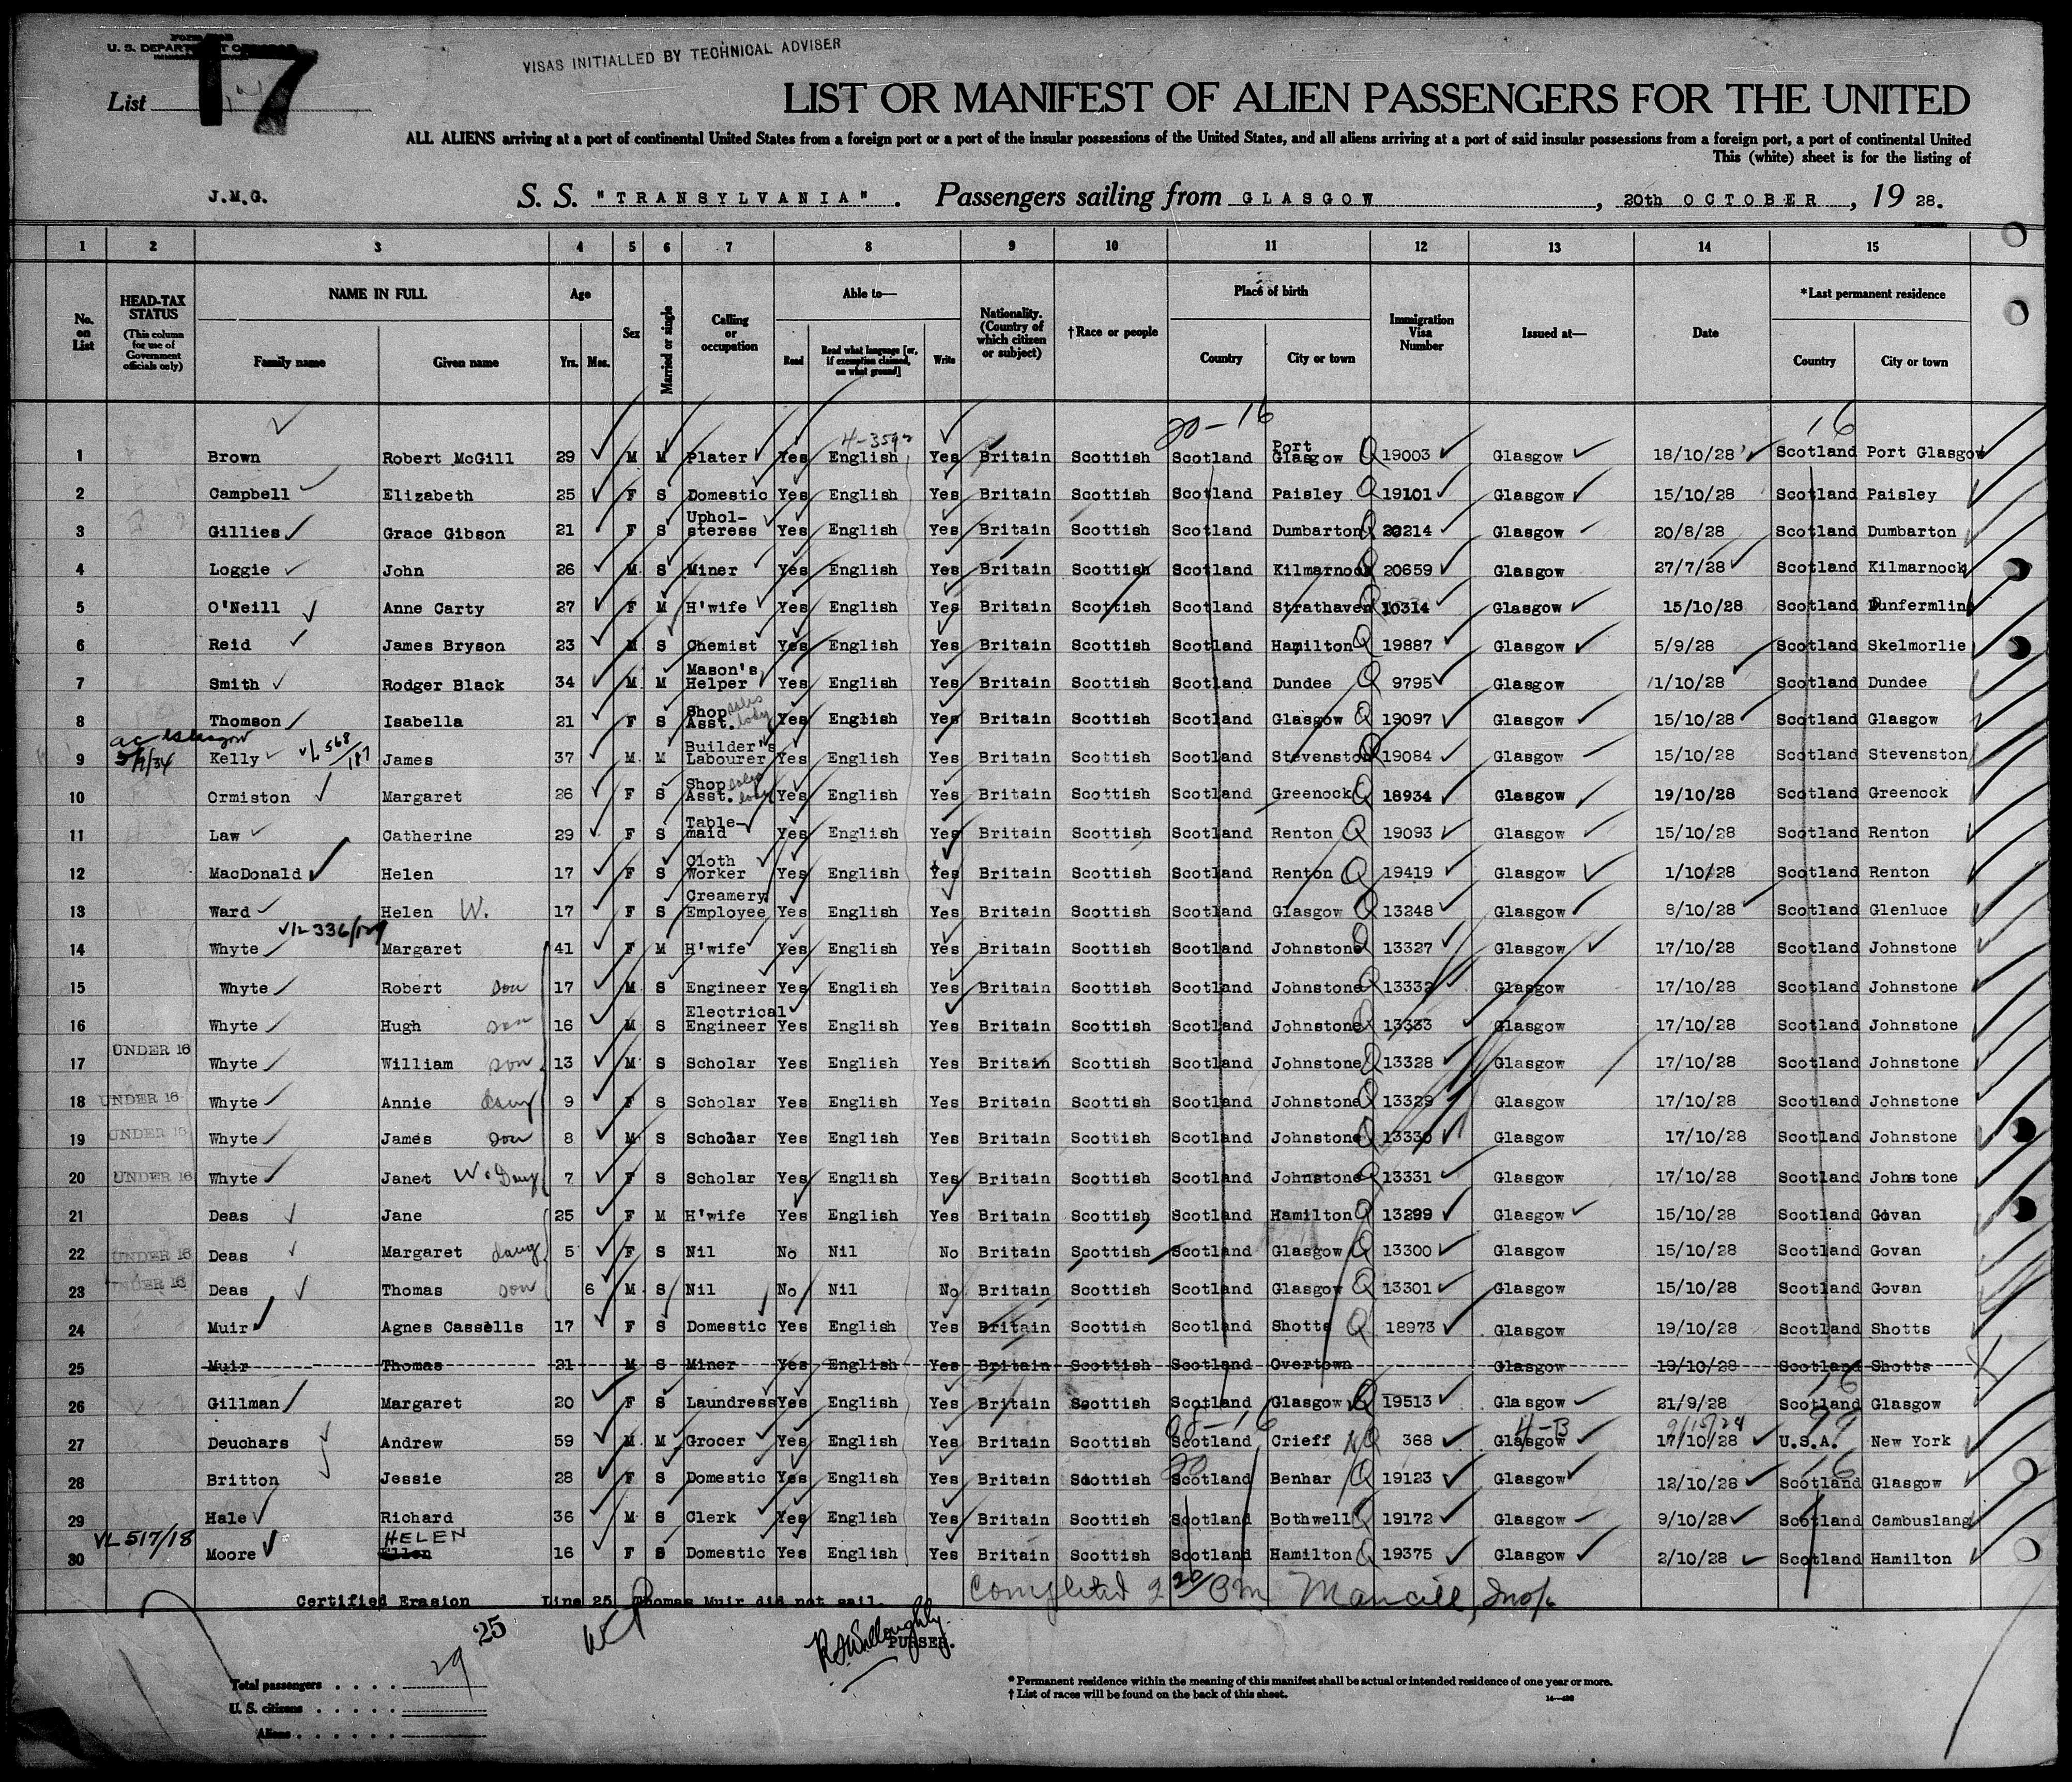 Form 500B
U. S. DEPARTMENT OF
17
List
VISAS INITIALLED BY TECHNICAL ADVISER
LIST OR MANIFEST OF ALIEN PASSENGERS FOR THE UNITED
ALL ALIENS arriving at a port of continental United States from a foreign port or a port of the insular possessions of the United States, and all aliens arriving at a port of said insular possessions from a foreign port, a port of continental United
This (white) sheet is for the listing of
J.M.G. S. S. "TRANSYLVANIA". Passengers sailing from GLASGOW, 20th OCTOBER, 1928.
1 2 3 4 5 6 7 8 9 10 11 12 13 14 15
No. on List HEAD-TAX STATUS (This column for use of Government officials only) NAME IN FULL Family name Given name Age Yrs. Mos. Sex Married or single Calling or occupation Able to— Read Read what language [or, if exemption claimed, on what ground] Write Nationality. (Country of which citizen or subject) †Race or people Place of birth Country City or town Immigration Visa Number Issued at— Date *Last permanent residence Country City or town
20-16 16
1 Brown Robert McGill 29 M M Plater Yes English Yes Britain Scottish Scotland Port Glasgow Q 19003 Glasgow 18/10/28 Scotland Port Glasgow
2 Campbell Elizabeth 25 F S Domestic Yes English Yes Britain Scottish Scotland Paisley Q 19101 Glasgow 15/10/28 Scotland Paisley
3 Gillies Grace Gibson 21 F S Uphol-steress Yes English Yes Britain Scottish Scotland Dumbarton Q 20214 Glasgow 20/8/28 Scotland Dumbarton
4 Loggie John 26 M S Miner Yes English Yes Britain Scottish Scotland Kilmarnock Q 20659 Glasgow 27/7/28 Scotland Kilmarnock
5 O'Neill Anne Carty 27 F M H'wife Yes English Yes Britain Scottish Scotland Strathaven Q 10314 Glasgow 15/10/28 Scotland Dunfermline
6 Reid James Bryson 23 M S Chemist Yes English Yes Britain Scottish Scotland Hamilton Q 19887 Glasgow 5/9/28 Scotland Skelmorlie
7 Smith Rodger Black 34 M M Mason's Helper Yes English Yes Britain Scottish Scotland Dundee Q 9795 Glasgow 1/10/28 Scotland Dundee
8 Thomson Isabella 21 F S Shop Asst. sales lady Yes English Yes Britain Scottish Scotland Glasgow Q 19097 Glasgow 15/10/28 Scotland Glasgow
9 Kelly James 37 M M Builder's Labourer Yes English Yes Britain Scottish Scotland Stevenston Q 19084 Glasgow 15/10/28 Scotland Stevenston
10 Ormiston Margaret 26 F S Shop Asst. sales lady Yes English Yes Britain Scottish Scotland Greenock Q 18934 Glasgow 19/10/28 Scotland Greenock
11 Law Catherine 29 F S Table-maid Yes English Yes Britain Scottish Scotland Renton Q 19093 Glasgow 15/10/28 Scotland Renton
12 MacDonald Helen 17 F S Cloth Worker Yes English Yes Britain Scottish Scotland Renton Q 19419 Glasgow 1/10/28 Scotland Renton
13 Ward Helen W. 17 F S Creamery Employee Yes English Yes Britain Scottish Scotland Glasgow Q 13248 Glasgow 8/10/28 Scotland Glenluce
14 Whyte Margaret 41 F M H'wife Yes English Yes Britain Scottish Scotland Johnstone Q 13327 Glasgow 17/10/28 Scotland Johnstone
15 Whyte Robert son 17 M S Engineer Yes English Yes Britain Scottish Scotland Johnstone Q 13332 Glasgow 17/10/28 Scotland Johnstone
16 Whyte Hugh son 16 M S Electrical Engineer Yes English Yes Britain Scottish Scotland Johnstone Q 13333 Glasgow 17/10/28 Scotland Johnstone
17 UNDER 16 Whyte William son 13 M S Scholar Yes English Yes Britain Scottish Scotland Johnstone Q 13328 Glasgow 17/10/28 Scotland Johnstone
18 UNDER 16 Whyte Annie daug 9 F S Scholar Yes English Yes Britain Scottish Scotland Johnstone Q 13329 Glasgow 17/10/28 Scotland Johnstone
19 UNDER 16 Whyte James son 8 M S Scholar Yes English Yes Britain Scottish Scotland Johnstone Q 13330 Glasgow 17/10/28 Scotland Johnstone
20 UNDER 16 Whyte Janet W. Daug 7 F S Scholar Yes English Yes Britain Scottish Scotland Johnstone Q 13331 Glasgow 17/10/28 Scotland Johnstone
21 Deas Jane 25 F M H'wife Yes English Yes Britain Scottish Scotland Hamilton Q 13299 Glasgow 15/10/28 Scotland Govan
22 UNDER 16 Deas Margaret daug 5 F S Nil No Nil No Britain Scottish Scotland Glasgow Q 13300 Glasgow 15/10/28 Scotland Govan
23 UNDER 16 Deas Thomas son 6 M S Nil No Nil No Britain Scottish Scotland Glasgow Q 13301 Glasgow 15/10/28 Scotland Govan
24 Muir Agnes Cassells 17 F S Domestic Yes English Yes Britain Scottish Scotland Shotts Q 18973 Glasgow 19/10/28 Scotland Shotts
25 Muir Thomas 21 M S Miner Yes English Yes Britain Scottish Scotland Overtown Glasgow 19/10/28 Scotland Shotts
26 Gillman Margaret 20 F S Laundress Yes English Yes Britain Scottish Scotland Glasgow Q 19513 Glasgow 21/9/28 Scotland Glasgow
27 Deuchars Andrew 59 M M Grocer Yes English Yes Britain Scottish Scotland Crieff NQ 368 Glasgow 4-B 17/10/28 U.S.A. New York
28 Britton Jessie 28 F S Domestic Yes English Yes Britain Scottish Scotland Benhar Q 19123 Glasgow 12/10/28 Scotland Glasgow
29 Hale Richard 36 M S Clerk Yes English Yes Britain Scottish Scotland Bothwell Q 19172 Glasgow 9/10/28 Scotland Cambuslang
30 VL 517/18 Moore HELEN Ellen 16 F S Domestic Yes English Yes Britain Scottish Scotland Hamilton Q 19375 Glasgow 2/10/28 Scotland Hamilton
Certified Erasion Line 25 Thomas Muir did not sail. Completed 2 20 PM
25
R S Willoughby
PURSER.
Total passengers . . . . 29
U. S. citizens . . . . .
Aliens . . . . . .
* Permanent residence within the meaning of this manifest shall be actual or intended residence of one year or more.
† List of races will be found on the back of this sheet.